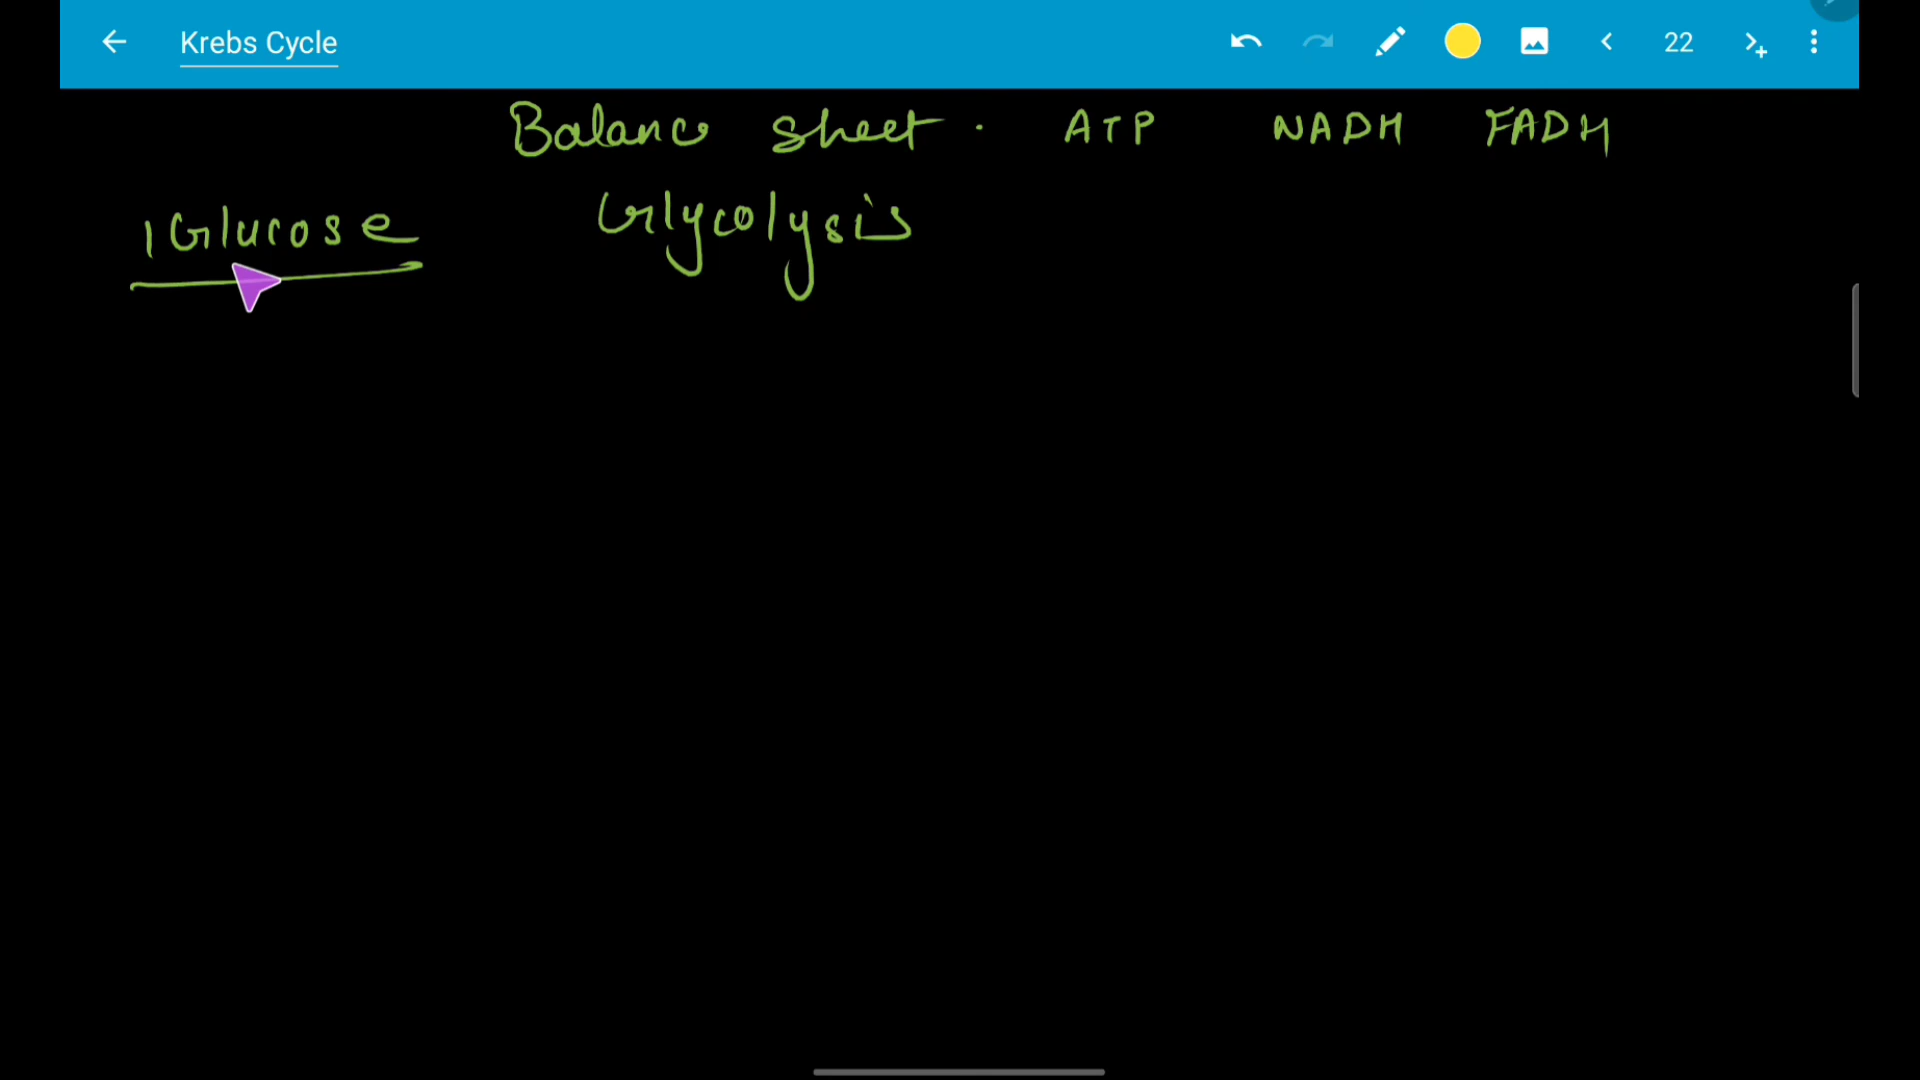 Krebs Cycle
22
Balance sheet. ATP NADH FADH
1 Glucose
Glycolysis